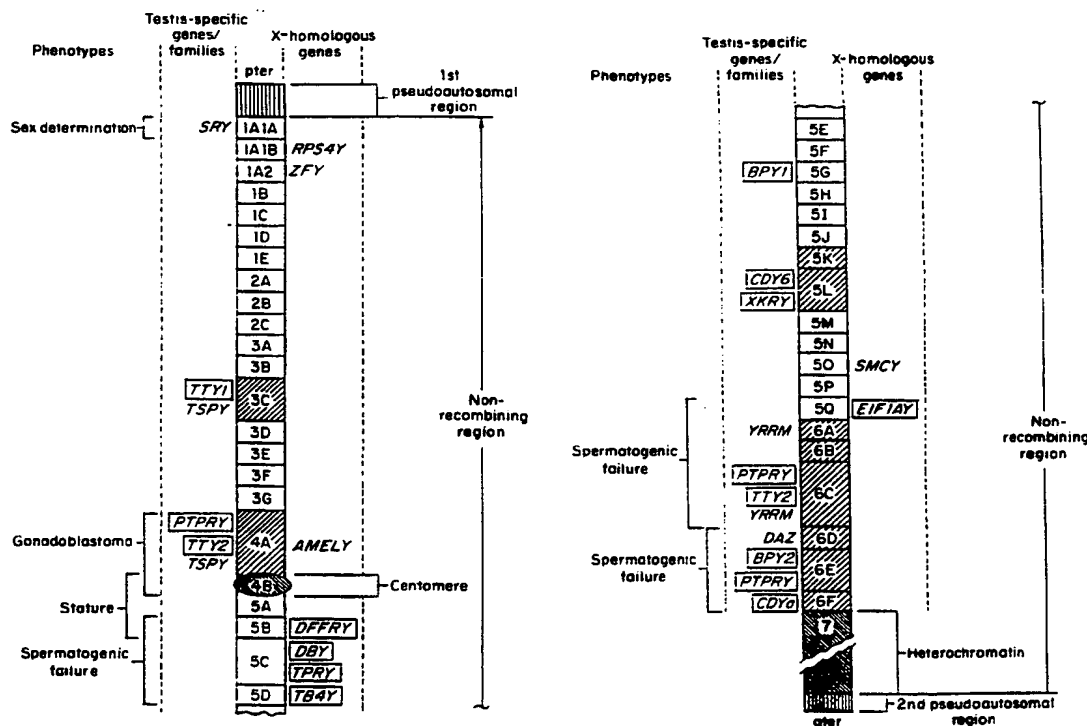 Phenotypes
Testis-specific
genes/
families
X-homologous
genes
pter
1st
pseudoautosomal
region
Sex determination
SRY
1A1A
1A1B
RPS4Y
1A2
ZFY
1B
1C
1D
1E
2A
2B
2C
3A
3B
TTY1
TSPY
3C
3D
3E
3F
3G
Non-
recombining
region
Gonadoblastoma
PTPRY
TTY2
TSPY
4A
AMELY
4B
Centomere
Stature
5A
5B
DFFRY
Spermatogenic
failure
5C
DBY
TPRY
5D
TB4Y
Phenotypes
Testis-specific
genes/
families
X-homologous
genes
5E
5F
BPY1
5G
5H
5I
5J
5K
CDY6
XKRY
5L
5M
5N
5O
SMCY
5P
5Q
EIF1AY
Non-
recombining
region
Spermatogenic
failure
YRRM
6A
6B
PTPRY
TTY2
YRRM
6C
Spermatogenic
failure
DAZ
6D
BPY2
6E
PTPRY
CDYa
6F
7
Heterochromatin
2nd pseudoautosomal
region
qter